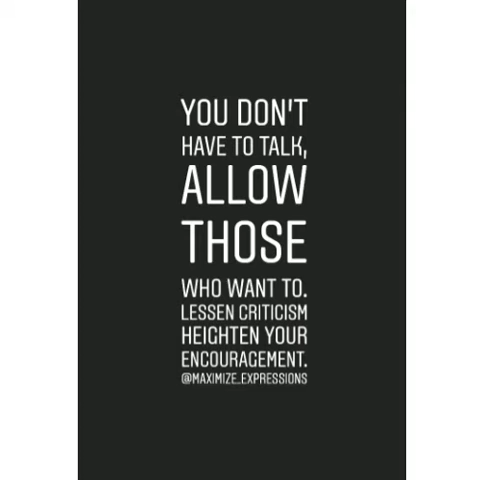 YOU DON'T
HAVE TO TALK,
ALLOW
THOSE
WHO WANT TO.
LESSEN CRITICISM
HEIGHTEN YOUR
ENCOURAGEMENT.
@MAXIMIZE_EXPRESSIONS